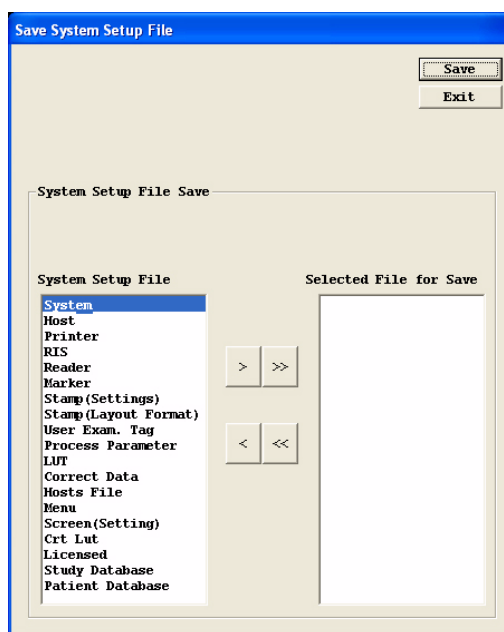 Save System Setup File
Save
Exit
System Setup File Save
System Setup File
Selected File for Save
System
Host
Printer
RIS
Reader
Marker
Stamp(Settings)
Stamp(Layout Format)
User Exam. Tag
Process Parameter
LUT
Correct Data
Hosts File
Menu
Screen(Setting)
Crt Lut
Licensed
Study Database
Patient Database
>
>>
<
<<